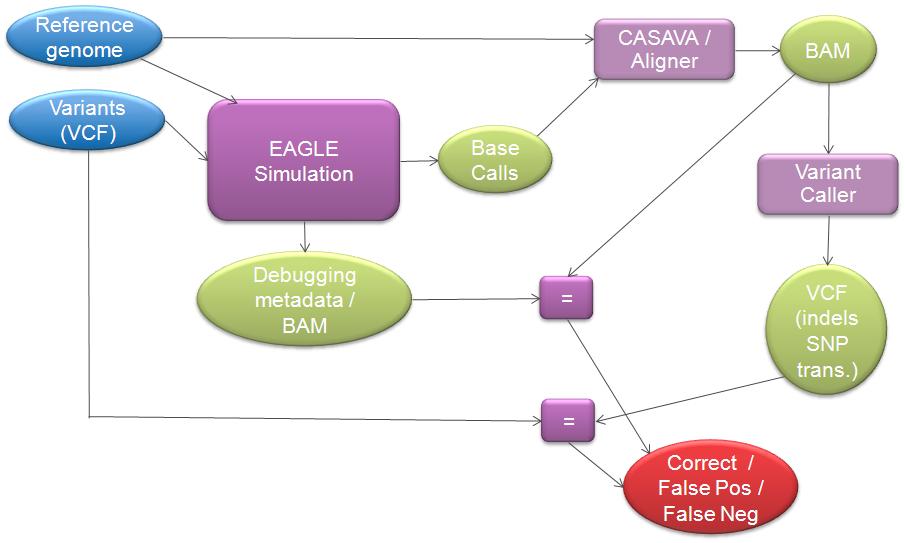 Reference
genome
CASAVA /
Aligner
BAM
Variants
(VCF)
EAGLE
Simulation
Base
Calls
Variant
Caller
Debugging
metadata /
BAM
=
VCF
(indels
SNP
trans.)
=
Correct /
False Pos /
False Neg